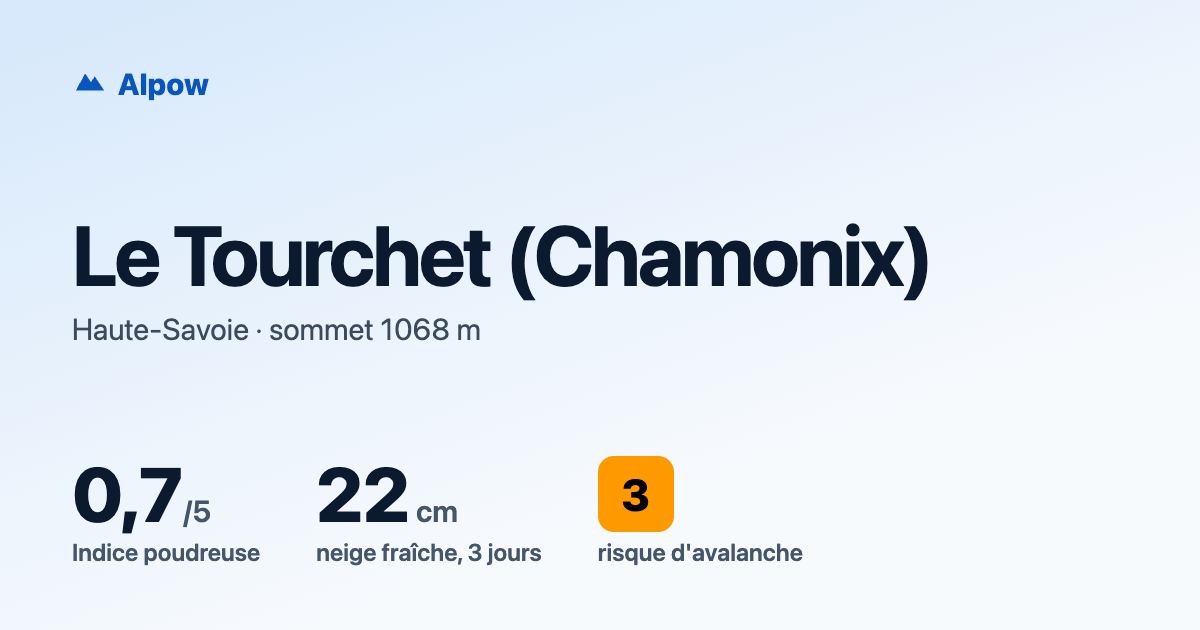 Alpow
Le Tourchet (Chamonix)
Haute-Savoie · sommet 1068 m
0,7/5
Indice poudreuse
22 cm
neige fraîche, 3 jours
3
risque d'avalanche